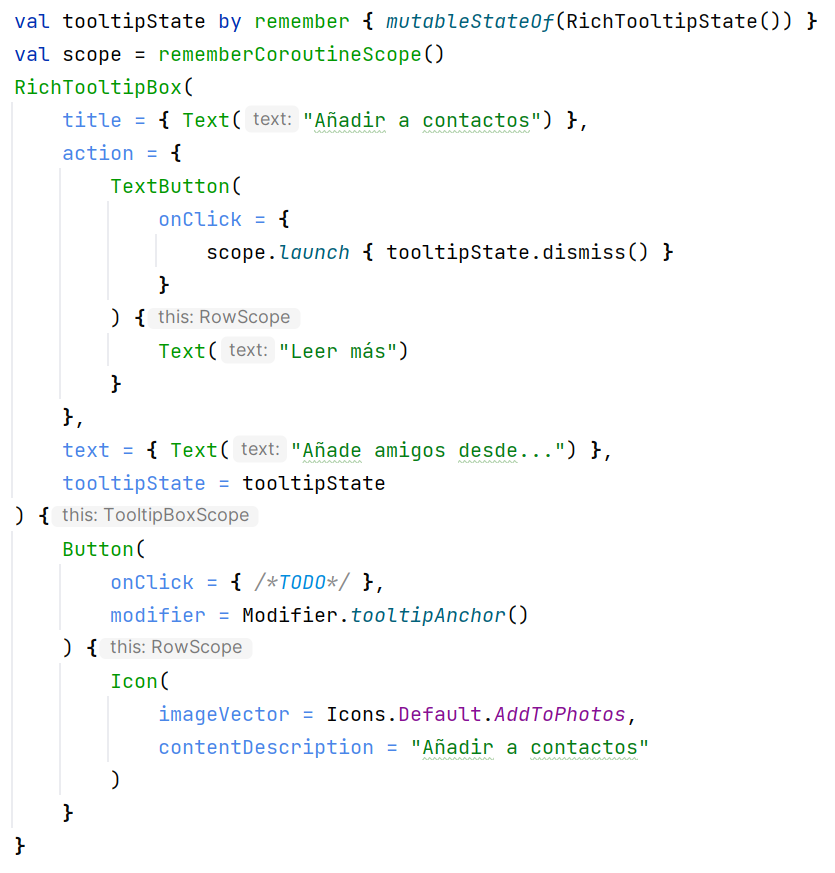 val tooltipState by remember { mutableStateOf(RichTooltipState()) }
val scope = rememberCoroutineScope()
RichTooltipBox(
    title = { Text( text: "Añadir a contactos") },
    action = {
        TextButton(
            onClick = {
                scope.launch { tooltipState.dismiss() }
            }
        ) { this: RowScope
            Text( text: "Leer más")
        }
    },
    text = { Text( text: "Añade amigos desde...") },
    tooltipState = tooltipState
) { this: TooltipBoxScope
    Button(
        onClick = { /*TODO*/ },
        modifier = Modifier.tooltipAnchor()
    ) { this: RowScope
        Icon(
            imageVector = Icons.Default.AddToPhotos,
            contentDescription = "Añadir a contactos"
        )
    }
}